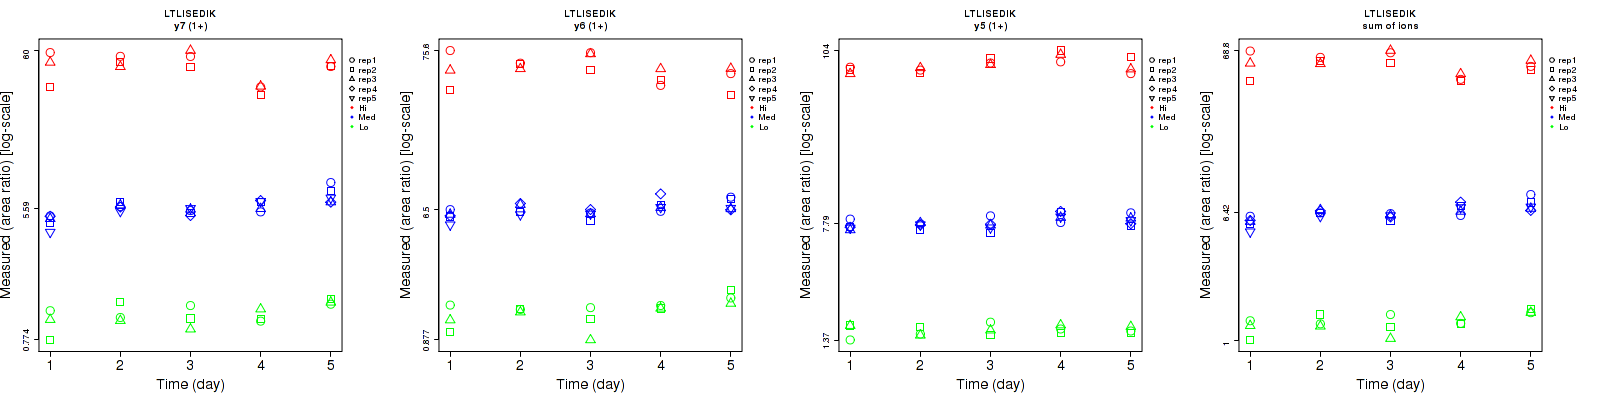 LTLISEDIK
y7 (1+)
Measured (area ratio) [log-scale]
60
5.59
0.774
1
2
3
4
5
Time (day)
rep1
rep2
rep3
rep4
rep5
Hi
Med
Lo
LTLISEDIK
y6 (1+)
Measured (area ratio) [log-scale]
75.6
6.5
0.877
1
2
3
4
5
Time (day)
rep1
rep2
rep3
rep4
rep5
Hi
Med
Lo
LTLISEDIK
y5 (1+)
Measured (area ratio) [log-scale]
104
7.79
1.37
1
2
3
4
5
Time (day)
rep1
rep2
rep3
rep4
rep5
Hi
Med
Lo
LTLISEDIK
sum of ions
Measured (area ratio) [log-scale]
68.8
6.42
1
1
2
3
4
5
Time (day)
rep1
rep2
rep3
rep4
rep5
Hi
Med
Lo